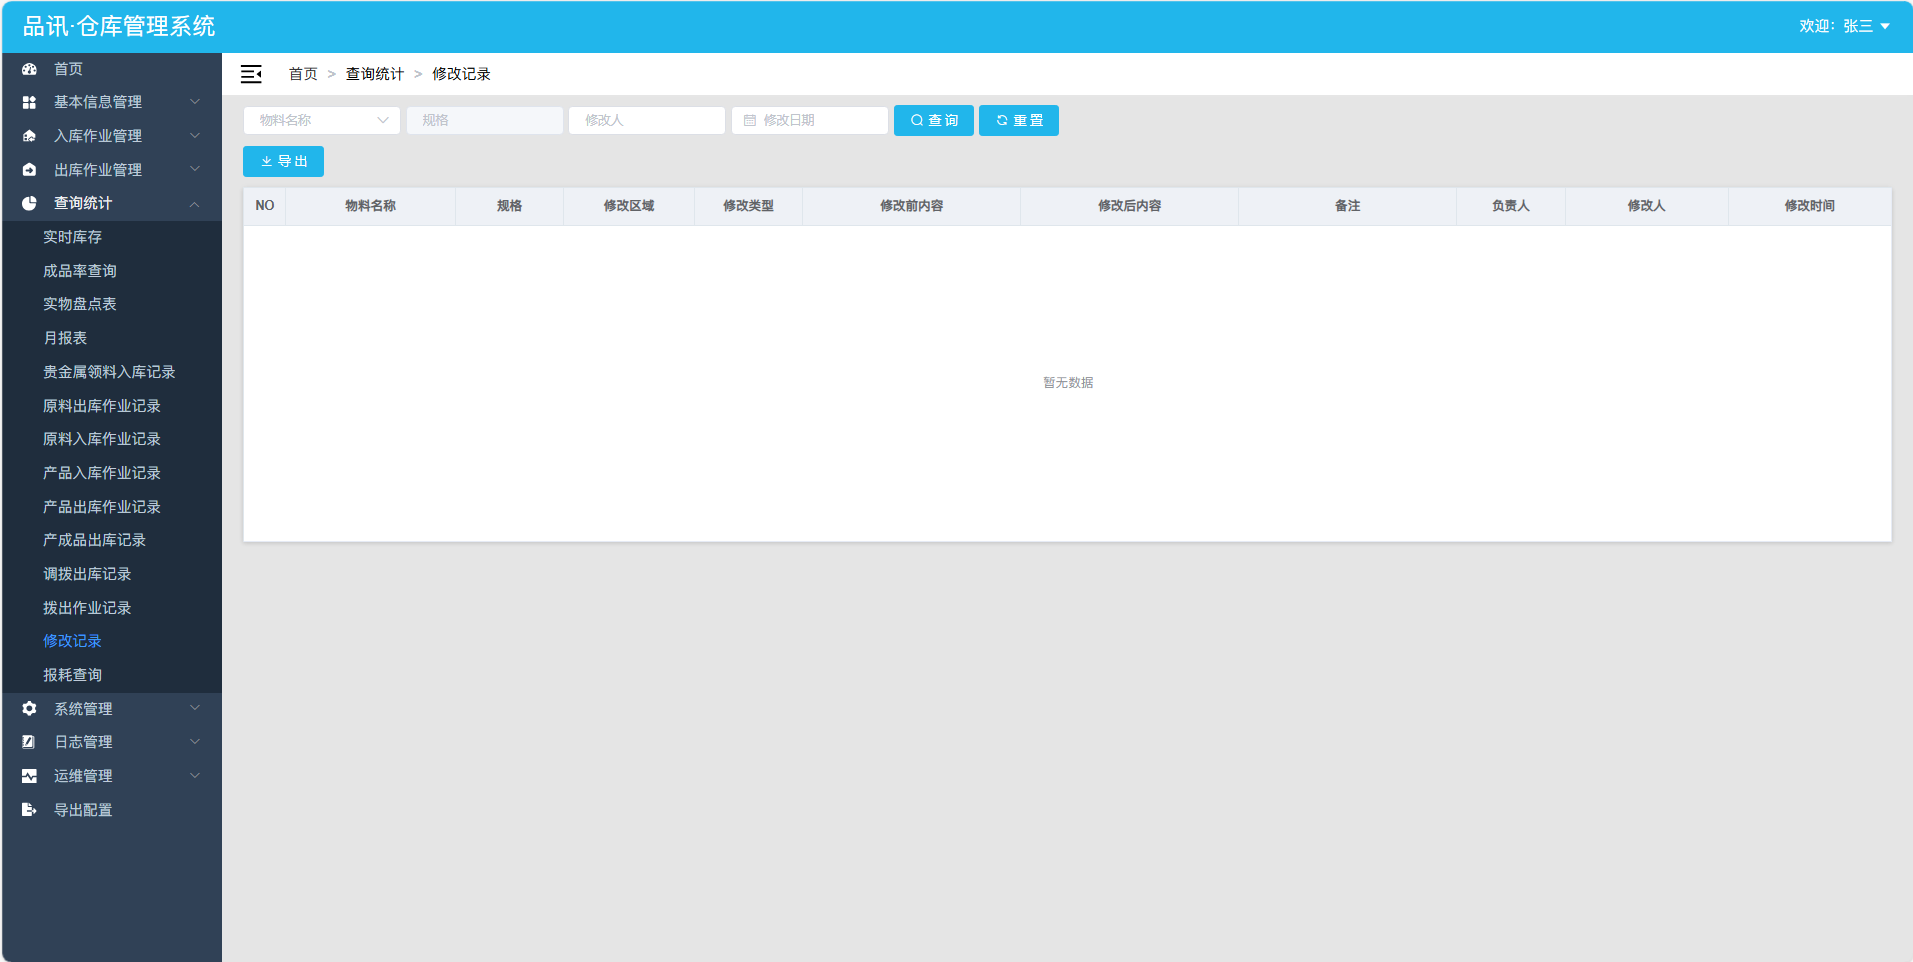 品讯·仓库管理系统
欢迎：张三
首页
基本信息管理
入库作业管理
出库作业管理
查询统计
实时库存
成品率查询
实物盘点表
月报表
贵金属领料入库记录
原料出库作业记录
原料入库作业记录
产品入库作业记录
产品出库作业记录
产成品出库记录
调拨出库记录
拨出作业记录
修改记录
报耗查询
系统管理
日志管理
运维管理
导出配置
首页 > 查询统计 > 修改记录
物料名称 规格 修改人 修改日期 查询 重置
导出
NO 物料名称 规格 修改区域 修改类型 修改前内容 修改后内容 备注 负责人 修改人 修改时间
暂无数据